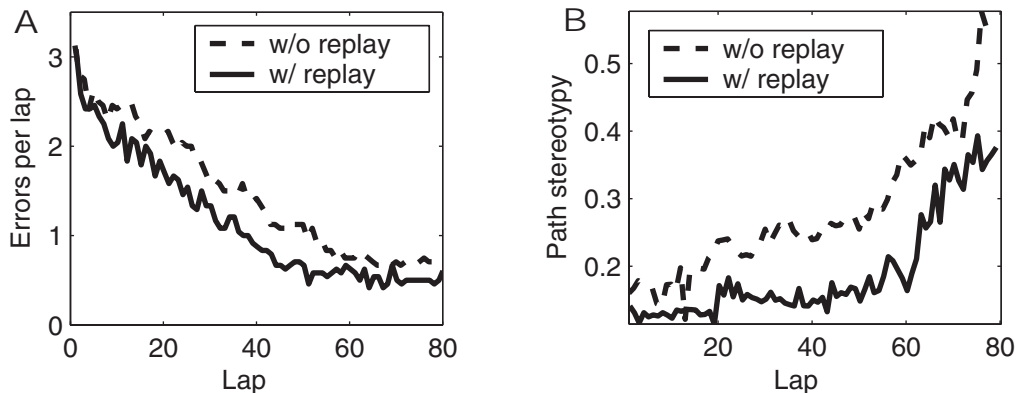 A
w/o replay
w/ replay
Errors per lap
3
2
1
0
0 20 40 60 80
Lap
B
w/o replay
w/ replay
Path stereotypy
0.5
0.4
0.3
0.2
20 40 60 80
Lap